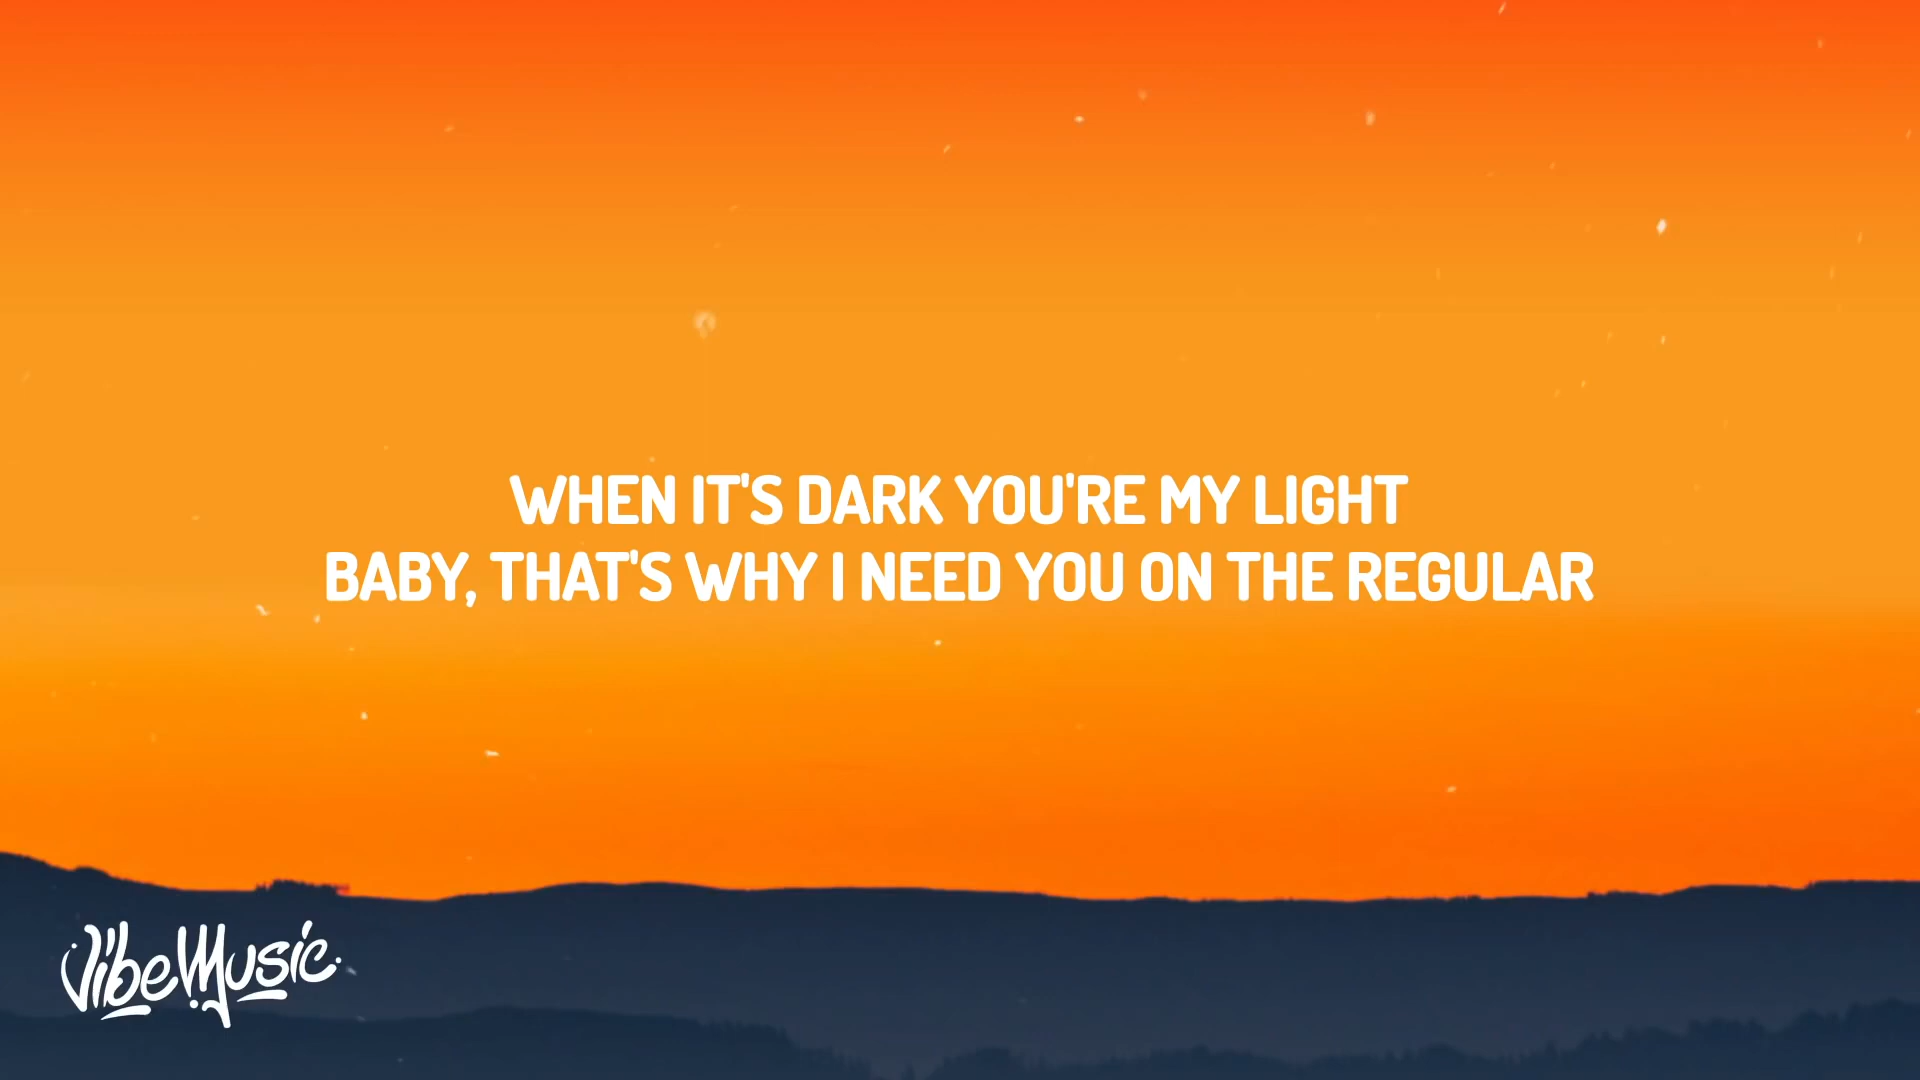 WHEN IT'S DARK YOU'RE MY LIGHT
BABY, THAT'S WHY I NEED YOU ON THE REGULAR
Vibe Music